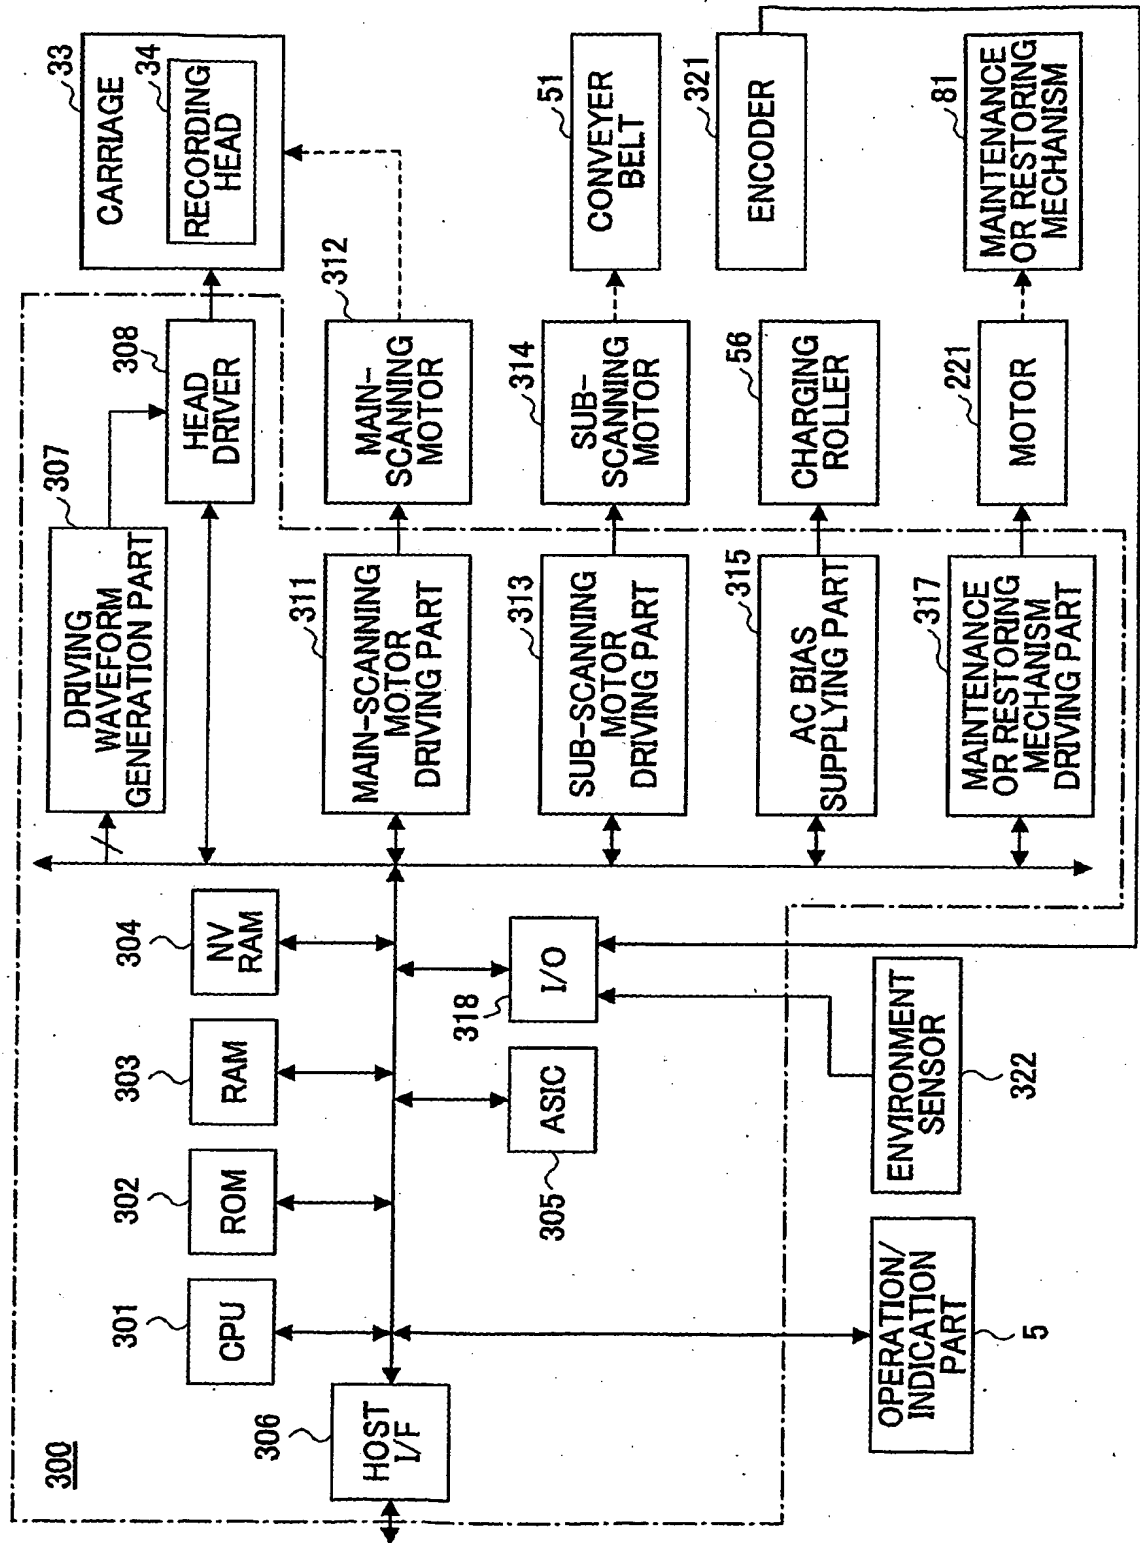 300
306
HOST
I/F
301
CPU
302
ROM
303
RAM
304
NV
RAM
305
ASIC
318
I/O
OPERATION/
INDICATION
PART
5
ENVIRONMENT
SENSOR
322
307
DRIVING
WAVEFORM
GENERATION PART
308
HEAD
DRIVER
33
CARRIAGE
34
RECORDING
HEAD
311
MAIN-SCANNING
MOTOR
DRIVING PART
312
MAIN-
SCANNING
MOTOR
313
SUB-SCANNING
MOTOR
DRIVING PART
314
SUB-
SCANNING
MOTOR
51
CONVEYER
BELT
321
ENCODER
315
AC BIAS
SUPPLYING PART
56
CHARGING
ROLLER
317
MAINTENANCE
OR RESTORING
MECHANISM
DRIVING PART
221
MOTOR
81
MAINTENANCE
OR RESTORING
MECHANISM